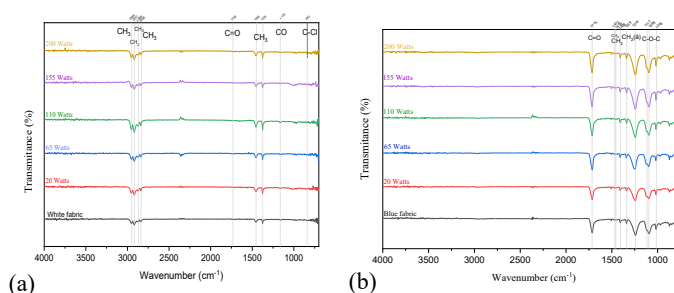 CH₃ CH₂ CH₃ C=O CH₃ CO C-Cl
200 Watts
155 Watts
110 Watts
65 Watts
20 Watts
White fabric
Transmitance (%)
4000 3500 3000 2500 2000 1500 1000
Wavenumber (cm⁻¹)
(a)
C=O CH₃ CH₂(â) C-O-C
200 Watts
155 Watts
110 Watts
65 Watts
20 Watts
Blue fabric
Transmitance (%)
4000 3500 3000 2500 2000 1500 1000
Wavenumber (cm⁻¹)
(b)